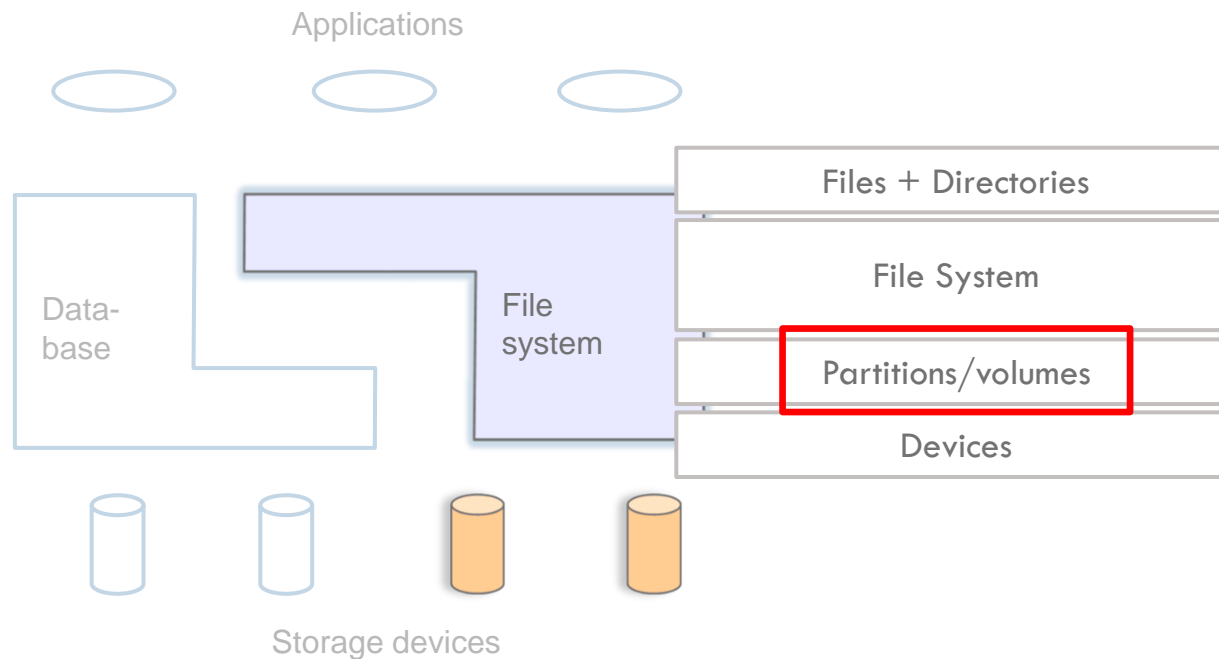 Applications
Files + Directories
File System
Data-
base
File
system
Partitions/volumes
Devices
Storage devices